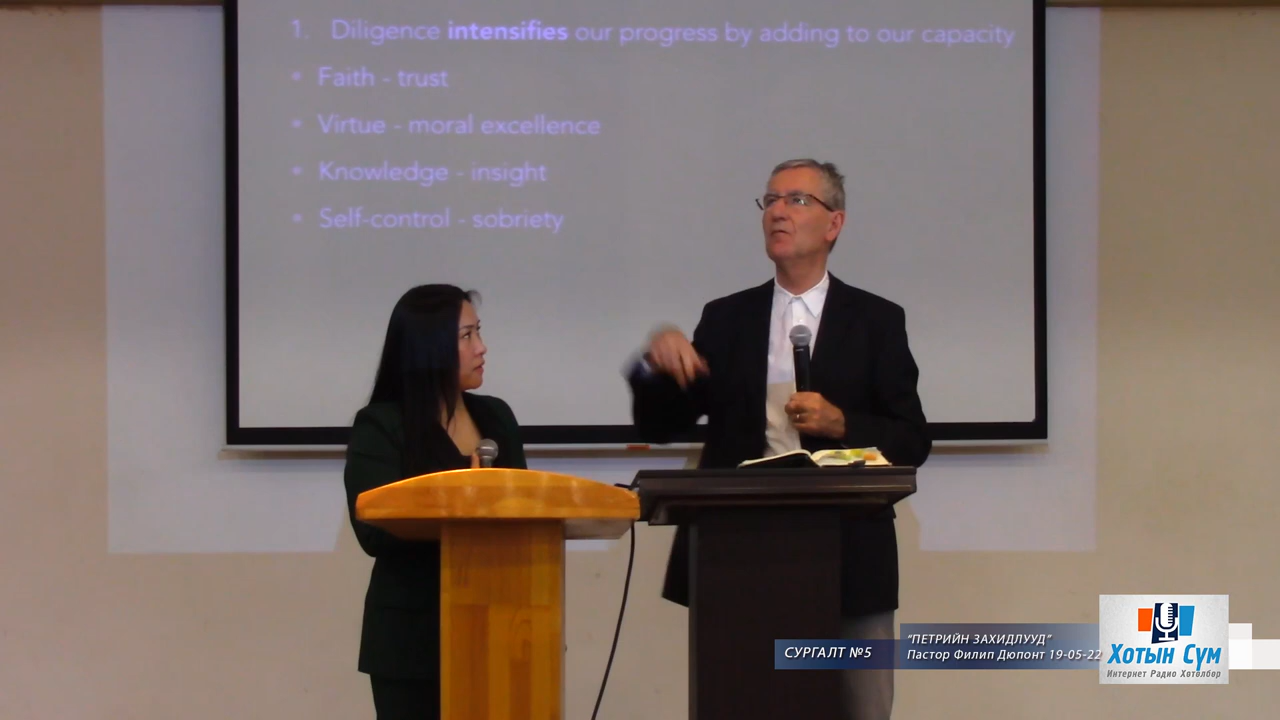 1. Diligence intensifies our progress by adding to our capacity
• Faith - trust
• Virtue - moral excellence
• Knowledge - insight
• Self-control - sobriety
СУРГАЛТ №5
"ПЕТРИЙН ЗАХИДЛУУД"
Пастор Филип Дюпонт 19-05-22
Хотын Сүм
Интернет Радио Хөтөлбөр